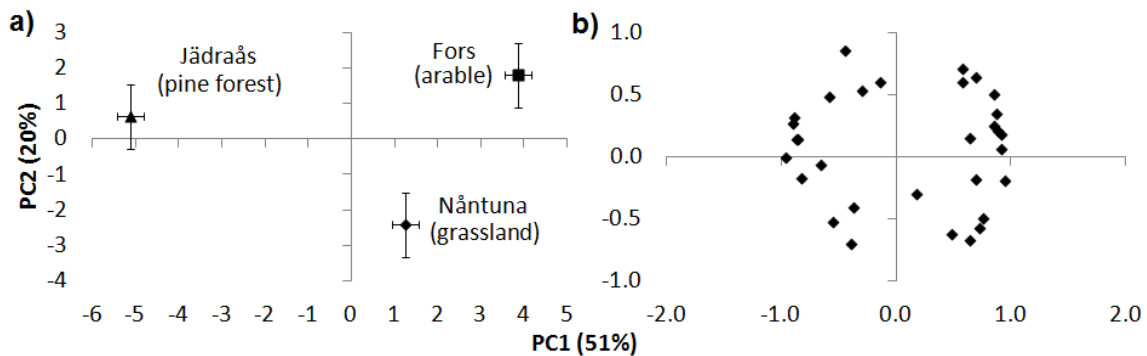 a)
3
2
1
0
-1
-2
-3
-4
PC2 (20%)
Jädraås
(pine forest)
Fors
(arable)
Nåntuna
(grassland)
-6 -5 -4 -3 -2 -1 0 1 2 3 4 5
b)
1.0
0.5
0.0
-0.5
-1.0
-2.0 -1.0 0.0 1.0 2.0
PC1 (51%)